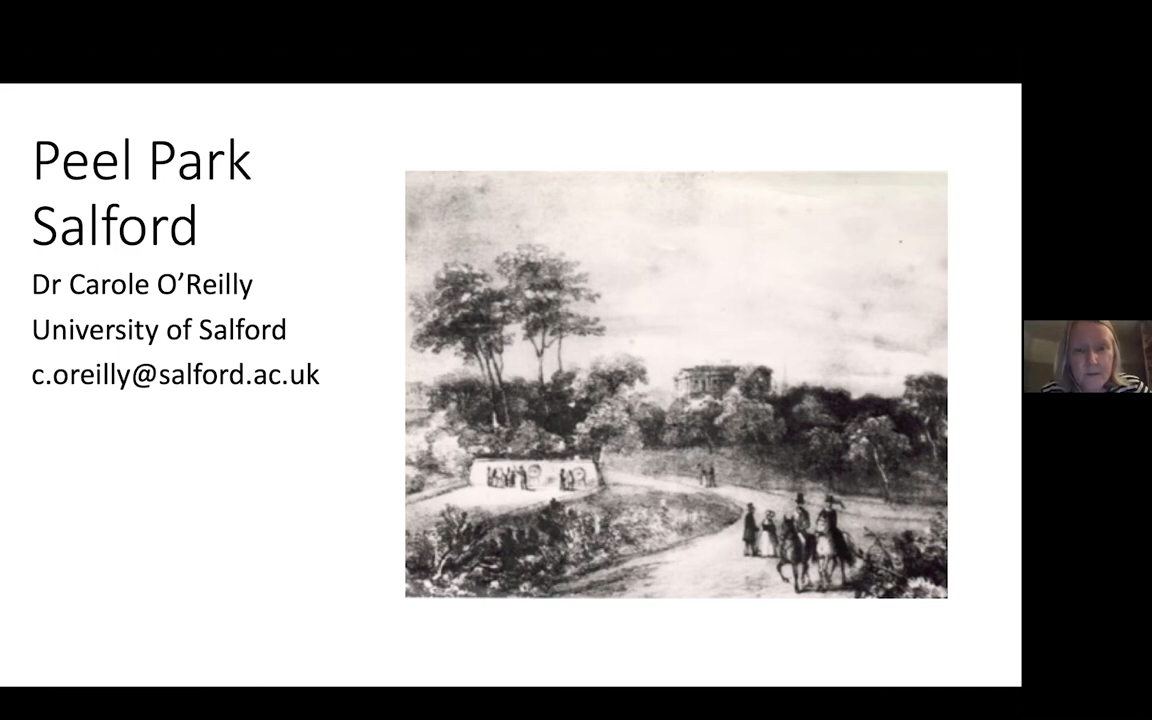 Peel Park
Salford
Dr Carole O’Reilly
University of Salford
c.oreilly@salford.ac.uk